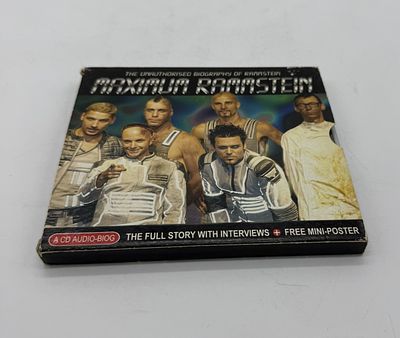 THE UNAUTHORISED BIOGRAPHY OF RAMMSTEIN
MAXIMUM RAMMSTEIN
A CD AUDIO-BIOG THE FULL STORY WITH INTERVIEWS + FREE MINI-POSTER